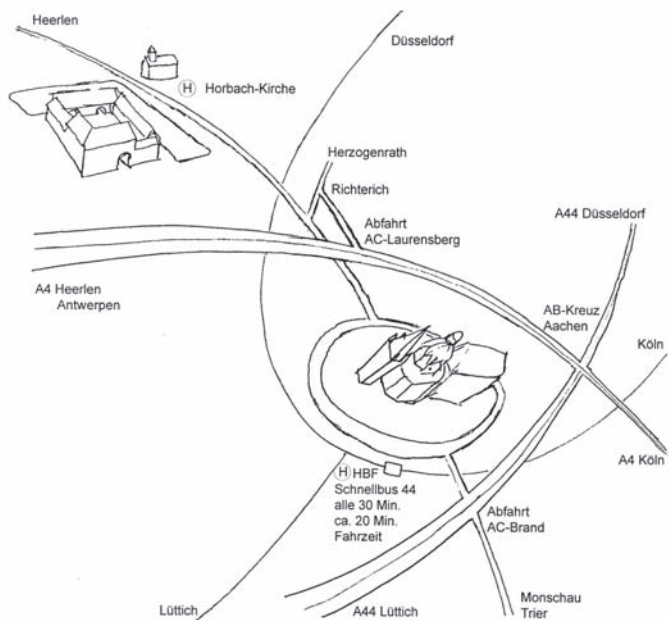 Heerlen
Düsseldorf
H Horbach-Kirche
Herzogenrath
Richterich
Abfahrt
AC-Laurensberg
A44 Düsseldorf
A4 Heerlen
Antwerpen
AB-Kreuz
Aachen
Köln
A4 Köln
H HBF
Schnellbus 44
alle 30 Min.
ca. 20 Min.
Fahrzeit
Abfahrt
AC-Brand
Lüttich
A44 Lüttich
Monschau
Trier